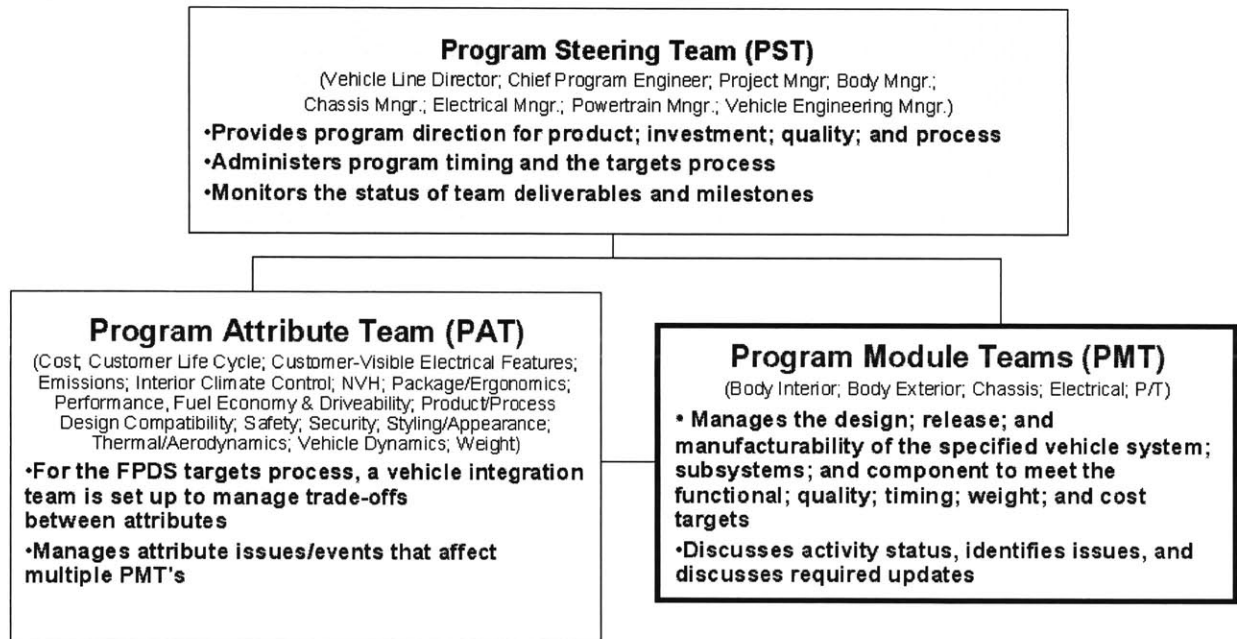 Program Steering Team (PST)
(Vehicle Line Director; Chief Program Engineer; Project Mngr; Body Mngr.;
Chassis Mngr.; Electrical Mngr.; Powertrain Mngr.; Vehicle Engineering Mngr.)
•Provides program direction for product; investment; quality; and process
•Administers program timing and the targets process
•Monitors the status of team deliverables and milestones
Program Attribute Team (PAT)
(Cost, Customer Life Cycle; Customer-Visible Electrical Features;
Emissions; Interior Climate Control; NVH; Package/Ergonomics;
Performance, Fuel Economy & Driveability; Product/Process
Design Compatibility; Safety; Security; Styling/Appearance;
Thermal/Aerodynamics; Vehicle Dynamics; Weight)
•For the FPDS targets process, a vehicle integration
team is set up to manage trade-offs
between attributes
•Manages attribute issues/events that affect
multiple PMT's
Program Module Teams (PMT)
(Body Interior; Body Exterior; Chassis; Electrical; P/T)
• Manages the design; release; and
manufacturability of the specified vehicle system;
subsystems; and component to meet the
functional; quality; timing; weight; and cost
targets
•Discusses activity status, identifies issues, and
discusses required updates